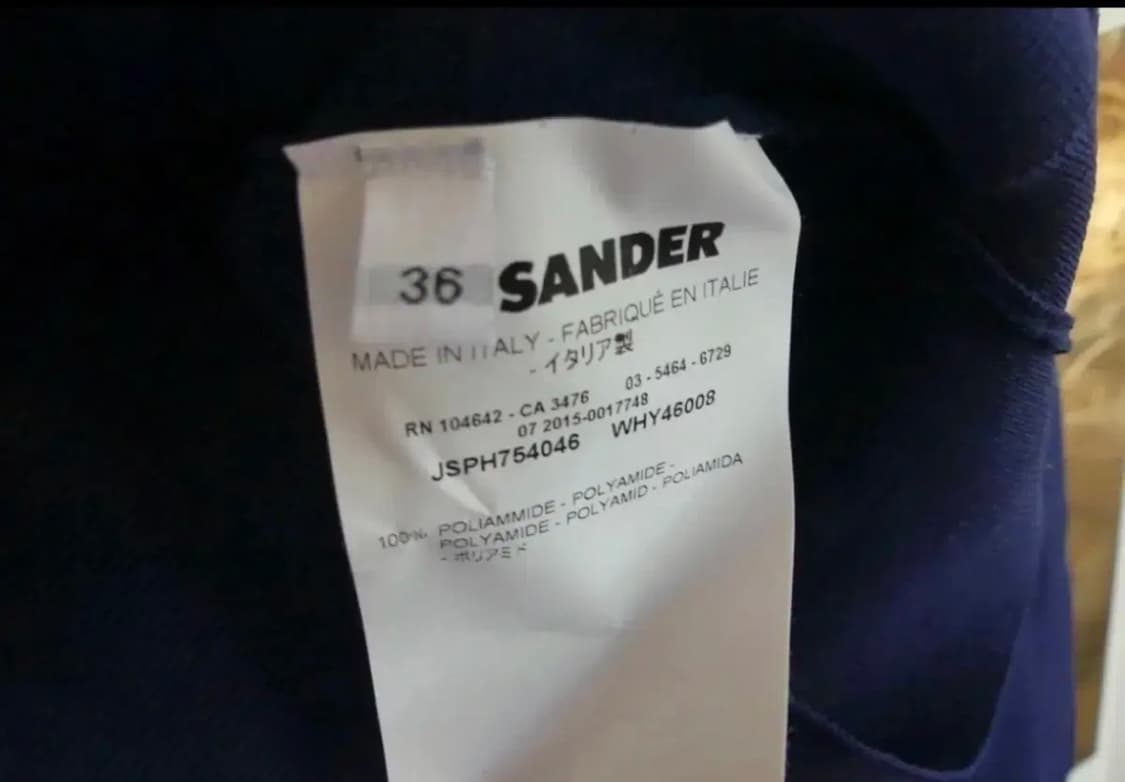 36
SANDER
MADE IN ITALY - FABRIQUÉ EN ITALIE
- イタリア製
RN 104642 - CA 3476 03 - 5464 - 6729
07 2015-0017748
JSPH754046 WHY46008
100% POLIAMMIDE - POLYAMIDE -
POLYAMIDE - POLYAMID - POLIAMIDA
- ポリアミド